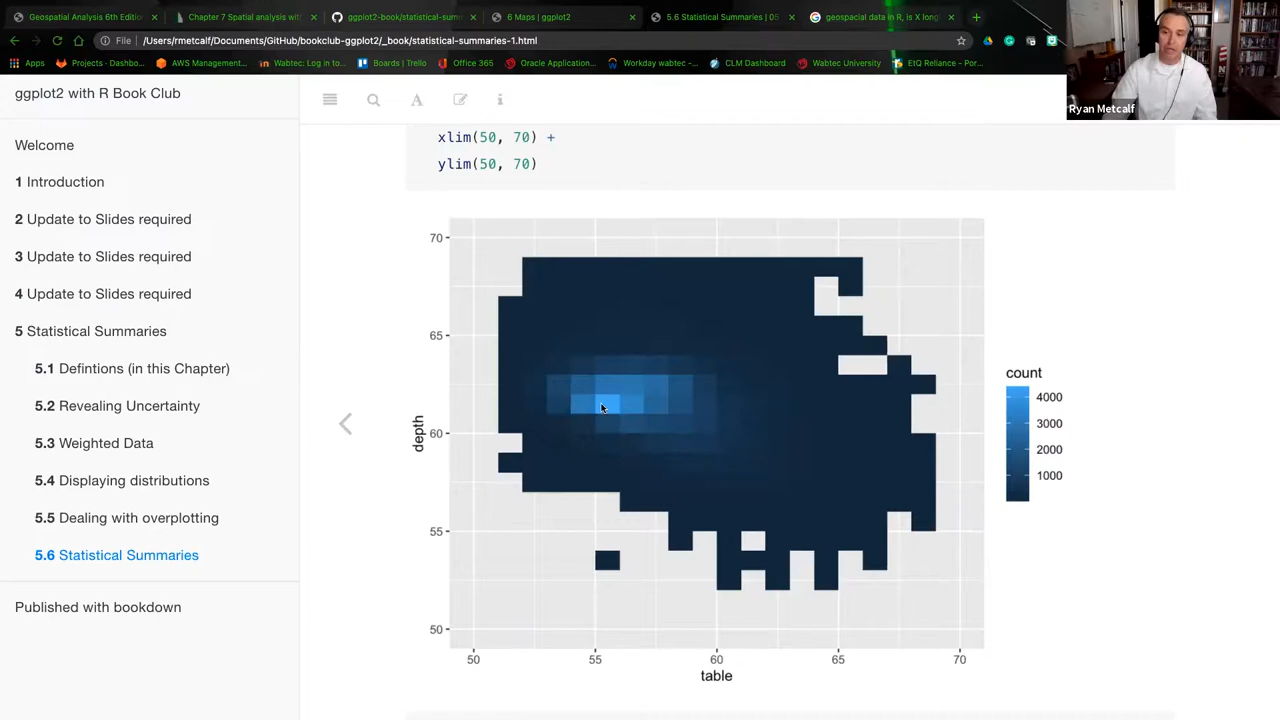 Geospatial Analysis 6th Edition
Chapter 7 Spatial analysis with
ggplot2-book/statistical-summ
6 Maps | ggplot2
5.6 Statistical Summaries | 05
geospacial data in R, is X long
File | /Users/rmetcalf/Documents/GitHub/bookclub-ggplot2/_book/statistical-summaries-1.html
Apps
Projects · Dashbo...
AWS Management...
Wabtec: Log in to...
Boards | Trello
Office 365
Oracle Application...
Workday wabtec -...
CLM Dashboard
Wabtec University
EtQ Reliance - Por...
Ryan Metcalf
ggplot2 with R Book Club
Welcome
1 Introduction
2 Update to Slides required
3 Update to Slides required
4 Update to Slides required
5 Statistical Summaries
5.1 Defintions (in this Chapter)
5.2 Revealing Uncertainty
5.3 Weighted Data
5.4 Displaying distributions
5.5 Dealing with overplotting
5.6 Statistical Summaries
Published with bookdown
xlim(50, 70) +
ylim(50, 70)
70
65
60
55
50
depth
50 55 60 65 70
table
count
4000
3000
2000
1000